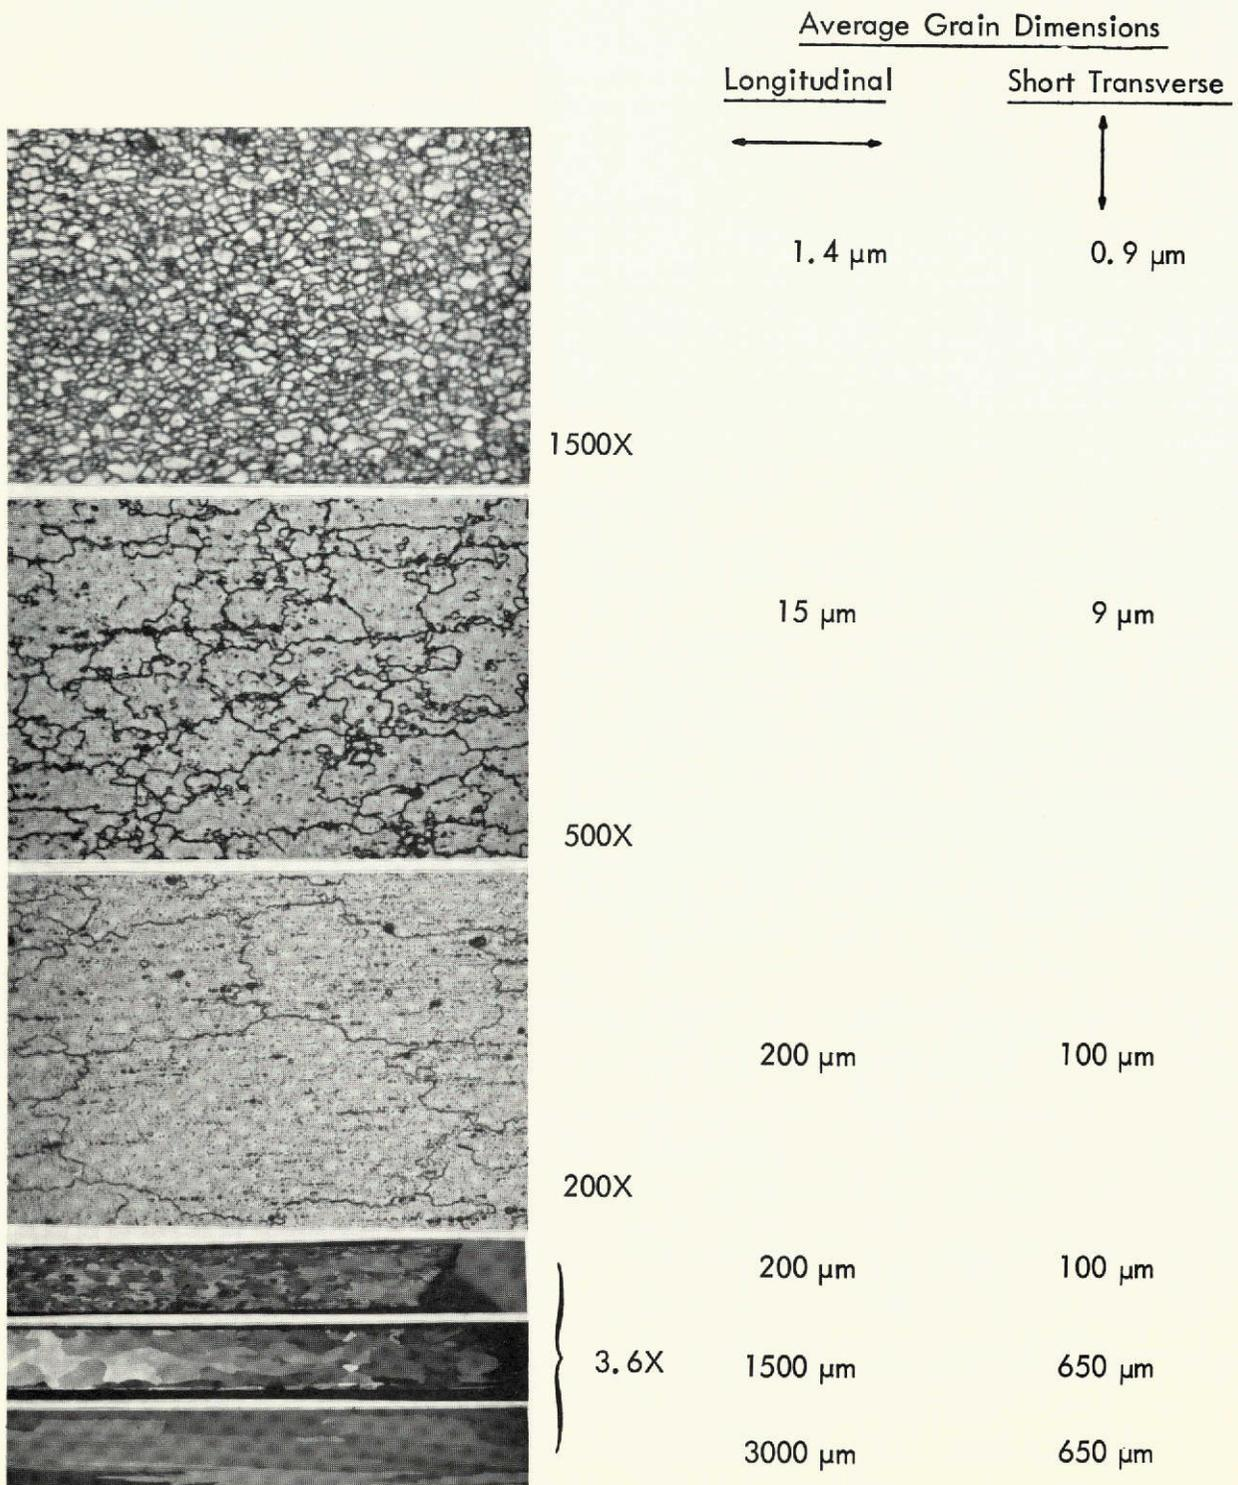 Average Grain Dimensions
Longitudinal Short Transverse
1.4 μm 0.9 μm
1500X
15 μm 9 μm
500X
200 μm 100 μm
200X
200 μm 100 μm
3.6X 1500 μm 650 μm
3000 μm 650 μm